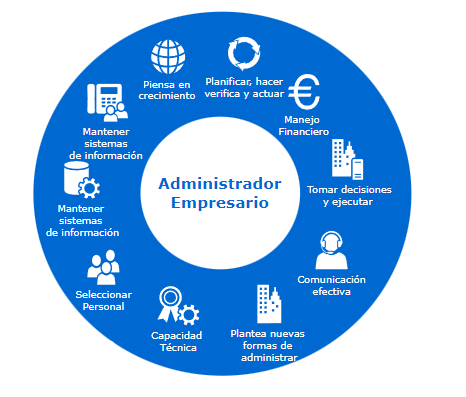 Administrador
Empresario
Planificar, hacer
verifica y actuar
Manejo
Financiero
Tomar decisiones
y ejecutar
Comunicación
efectiva
Plantea nuevas
formas de
administrar
Capacidad
Técnica
Seleccionar
Personal
Mantener
sistemas
de información
Mantener
sistemas
de información
Piensa en
crecimiento